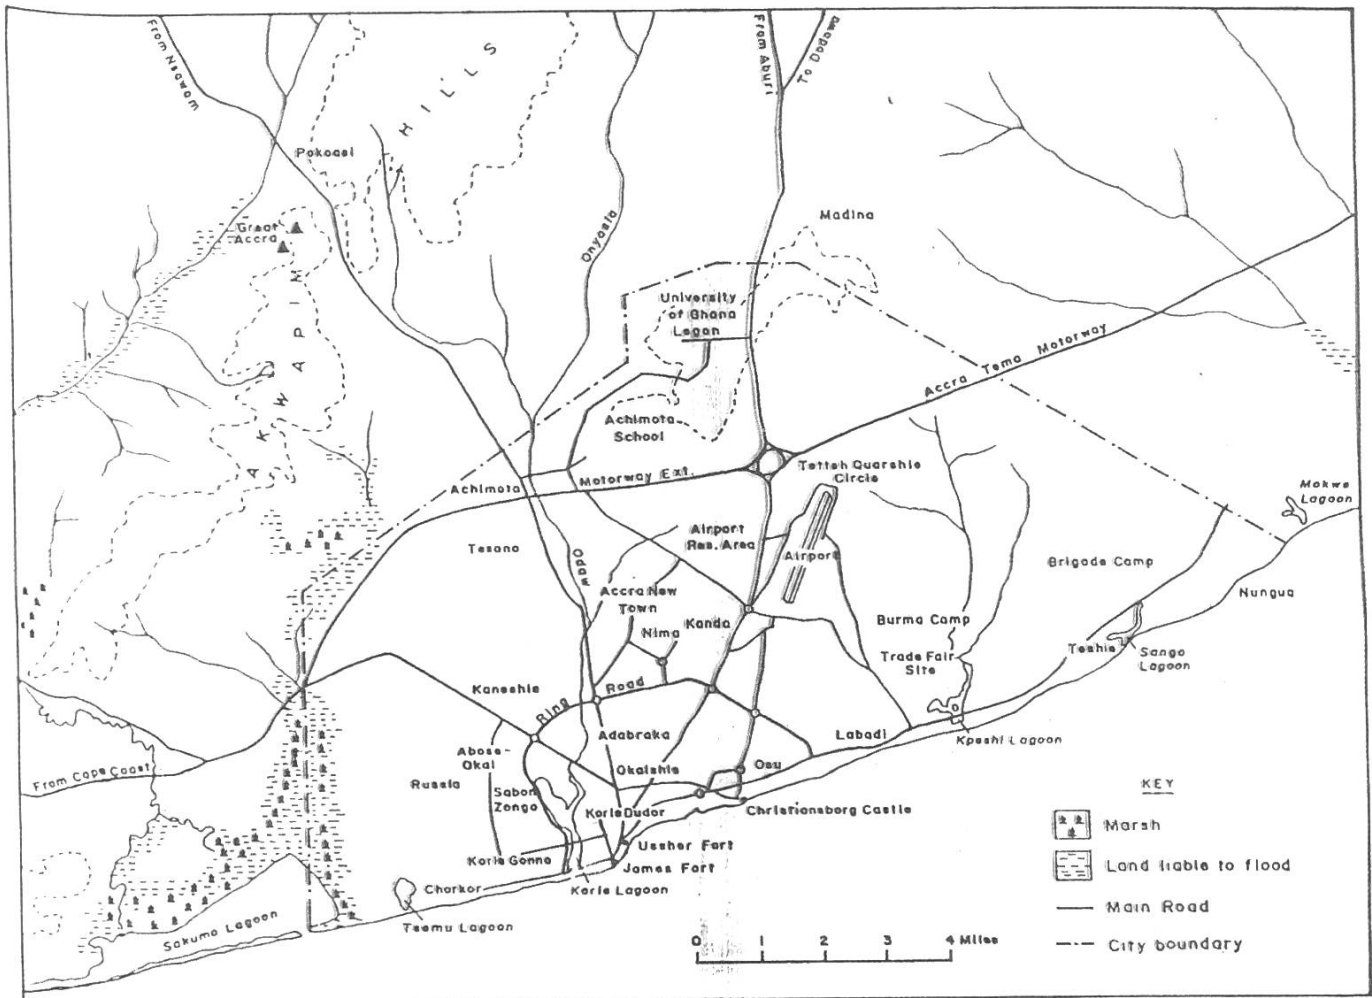 From Nsawam
HILLS
From Aburi
To Dodowa
Pokoasi
Great
Accra
Onyasia
Madina
AKWAPIM
University
of Ghana
Legon
Accra Tema Motorway
Achimota
School
Tetteh Quarshie
Circle
Motorway Ext.
Achimota
Mokwe
Lagoon
Tesano
Airport
Res. Area
Airport
Odaw
Brigade Camp
Nungua
Accra New
Town
Kanda
Nima
Burma Camp
Trade Fair
Site
Teshie
Sango
Lagoon
Kaneshie
Ring Road
Adabraka
Labadi
Kpeshi Lagoon
Abose-
Okai
Okaishie
Osu
From Cape Coast
Russia
Sabon
Zongo
Korle Dudor
Christiansborg Castle
KEY
Marsh
Ussher Fort
Korle Gonno
James Fort
Land liable to flood
Chorkor
Korle Lagoon
Main Road
Sakumo Lagoon
Tsemu Lagoon
City boundary
0 1 2 3 4 Miles